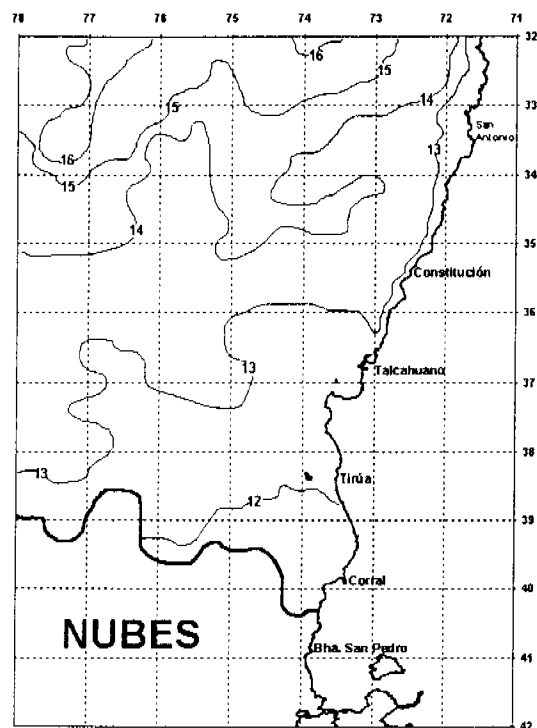 78 77 76 75 74 73 72 71
32
16
15
15
14
33
San
Antonio
13
16
34
15
14
35
Constitución
36
13
Talcahuano
37
38
13
Tirúa
12
39
Corral
40
NUBES
Bha. San Pedro
41
42